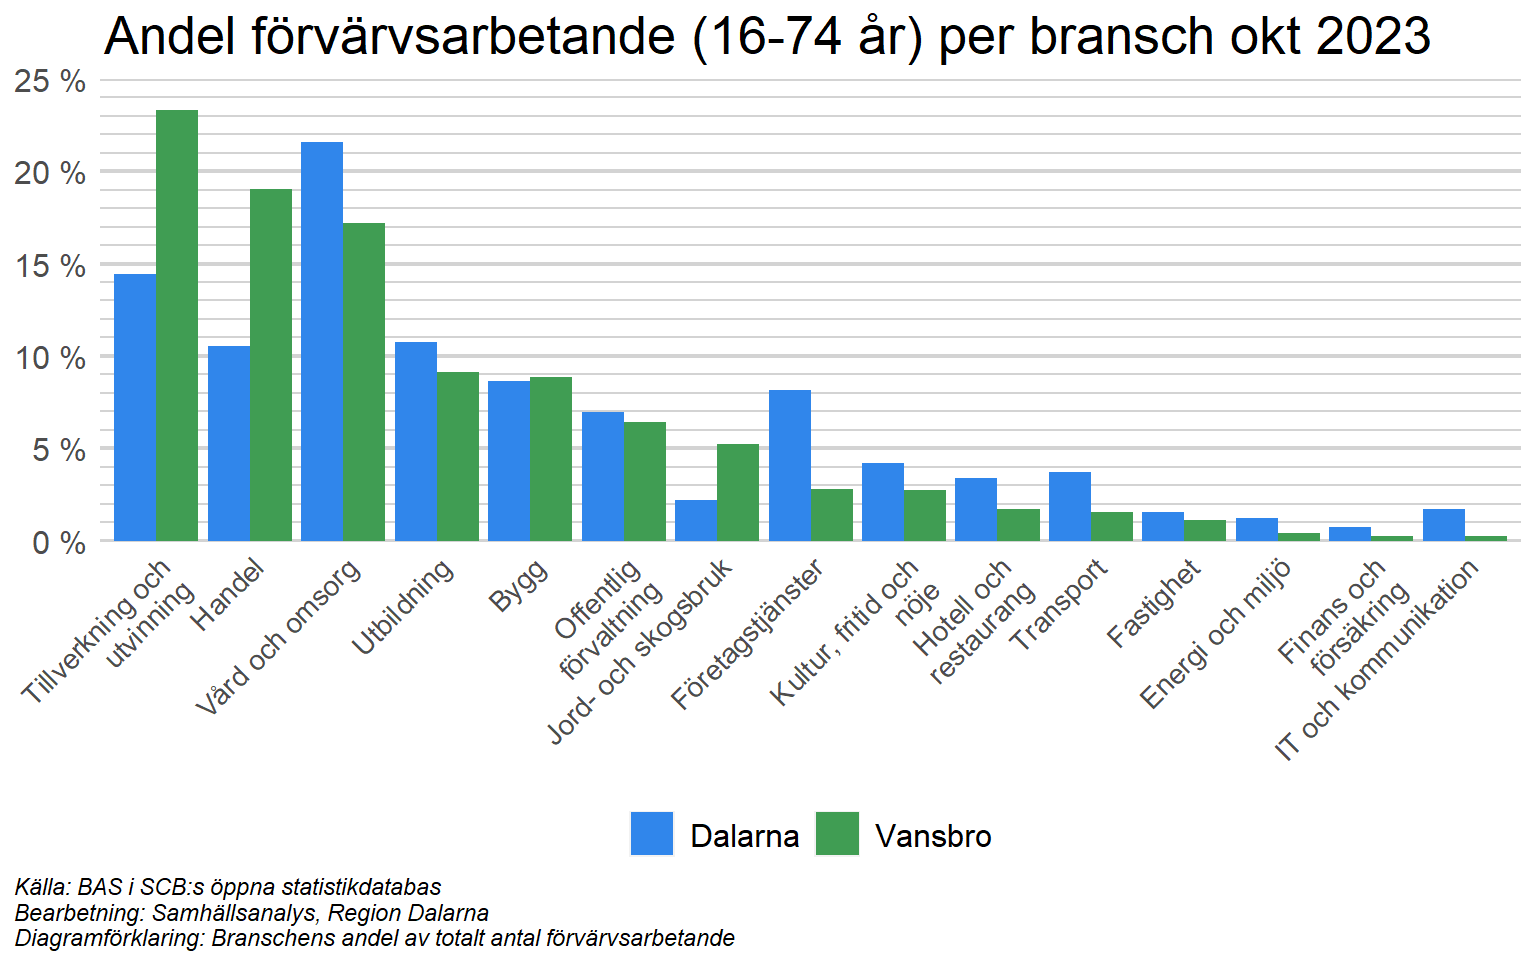 Andel förvärvsarbetande (16-74 år) per bransch okt 2023
25 %
20 %
15 %
10 %
5 %
0 %
Tillverkning och
utvinning
Handel
Vård och omsorg
Utbildning
Bygg
Offentlig
förvaltning
Jord- och skogsbruk
Företagstjänster
Kultur, fritid och
nöje
Hotell och
restaurang
Transport
Fastighet
Energi och miljö
Finans och
försäkring
IT och kommunikation
Dalarna
Vansbro
Källa: BAS i SCB:s öppna statistikdatabas
Bearbetning: Samhällsanalys, Region Dalarna
Diagramförklaring: Branschens andel av totalt antal förvärvsarbetande